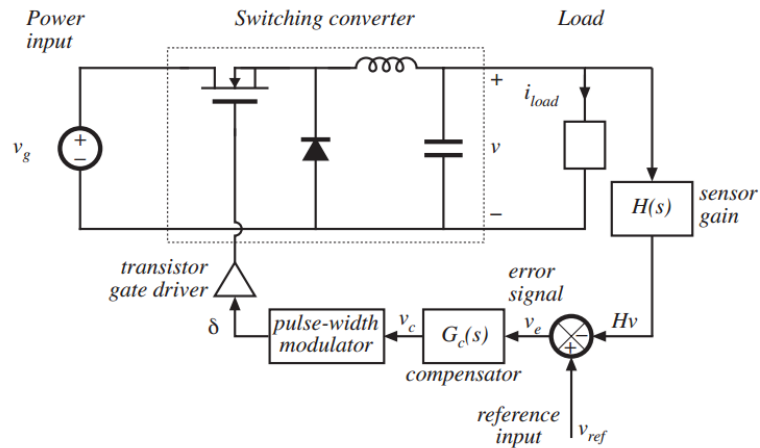 Power
input
Switching converter
Load
v_g
+
−
+
v
−
i_load
H(s)
sensor
gain
transistor
gate driver
δ
pulse-width
modulator
v_c
G_c(s)
compensator
error
signal
v_e
−
+
Hv
reference
input
v_ref